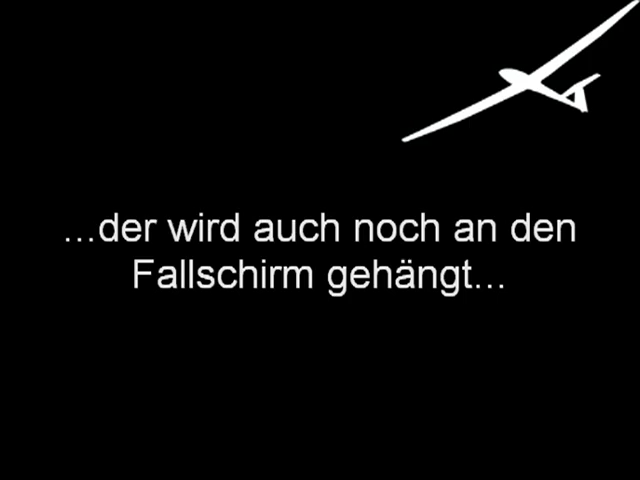 ...der wird auch noch an den
Fallschirm gehängt...